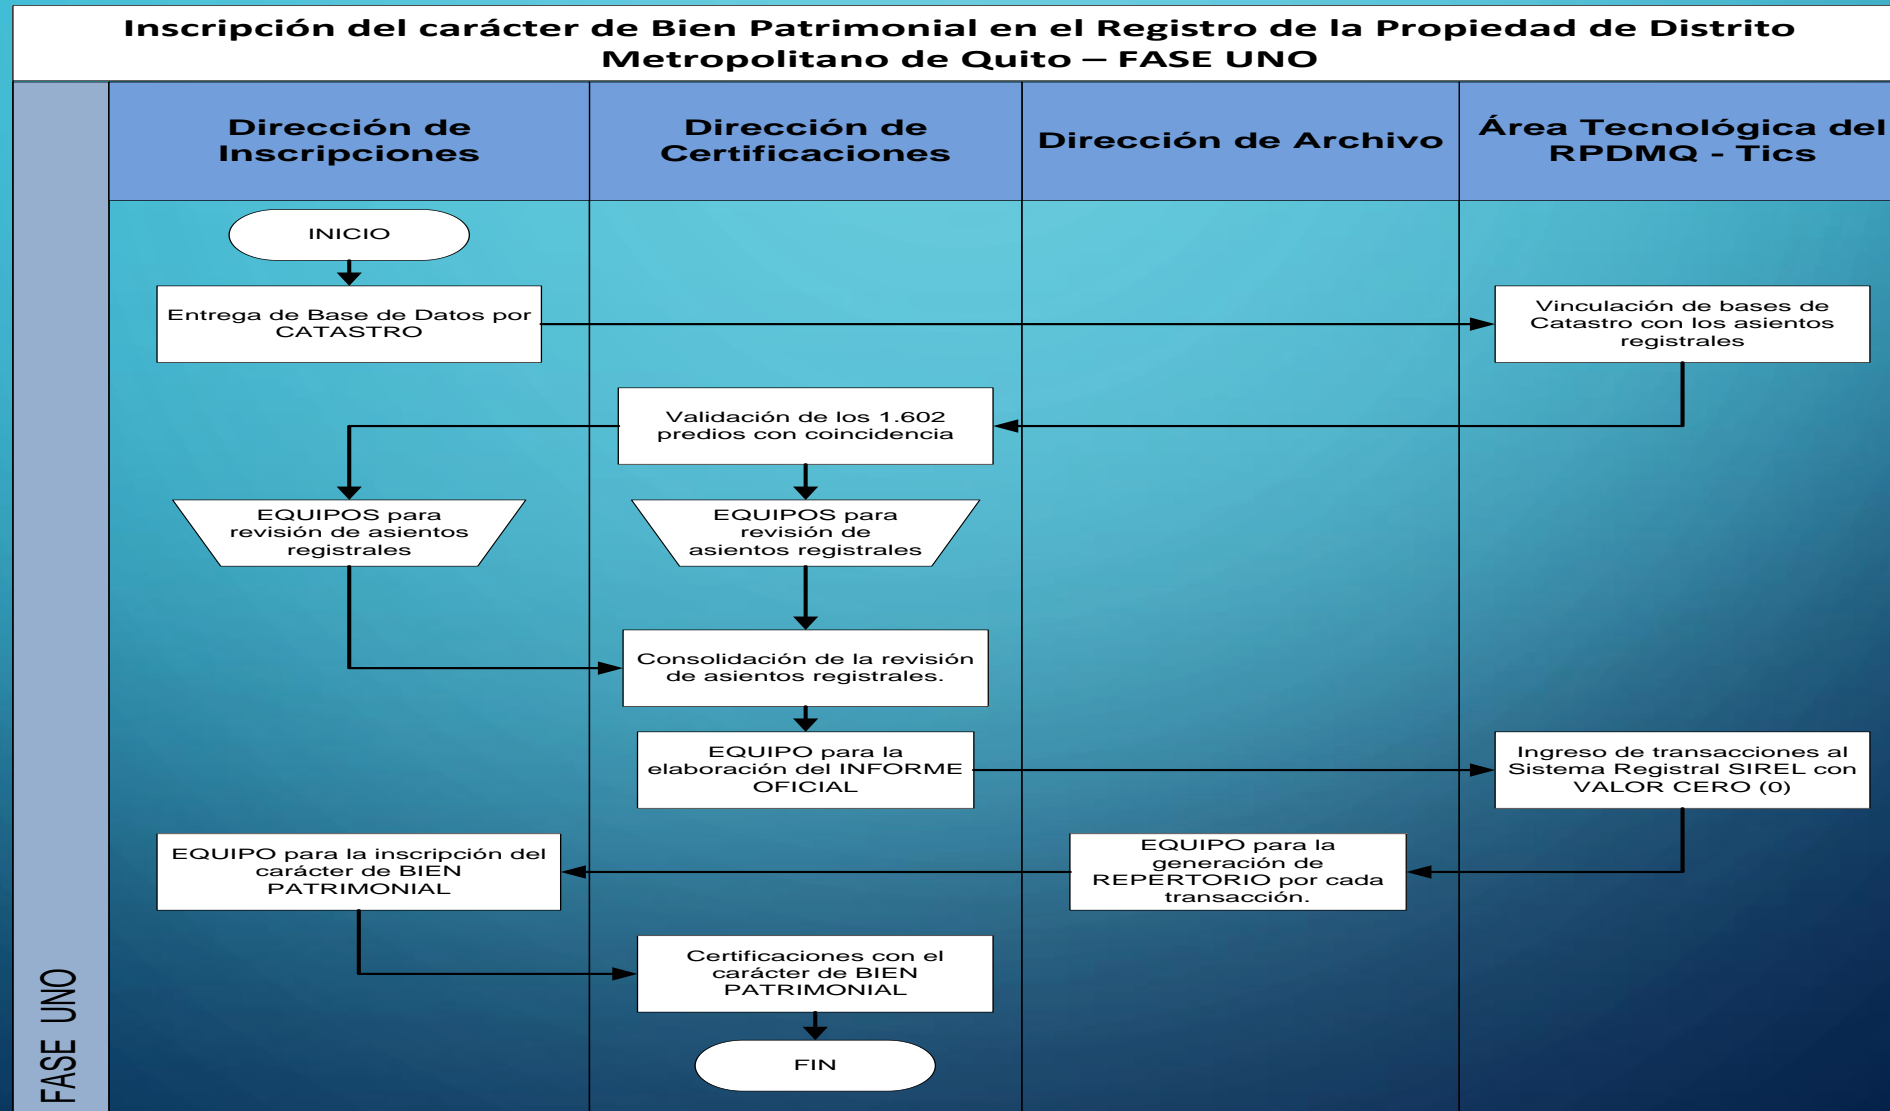 Inscripción del carácter de Bien Patrimonial en el Registro de la Propiedad de Distrito
Metropolitano de Quito – FASE UNO
Dirección de
Inscripciones
Dirección de
Certificaciones
Dirección de Archivo
Área Tecnológica del
RPDMQ - Tics
INICIO
Entrega de Base de Datos por
CATASTRO
Vinculación de bases de
Catastro con los asientos
registrales
Validación de los 1.602
predios con coincidencia
EQUIPOS para
revisión de asientos
registrales
EQUIPOS para
revisión de
asientos registrales
Consolidación de la revisión
de asientos registrales.
EQUIPO para la
elaboración del INFORME
OFICIAL
Ingreso de transacciones al
Sistema Registral SIREL con
VALOR CERO (0)
EQUIPO para la
generación de
REPERTORIO por cada
transacción.
EQUIPO para la inscripción del
carácter de BIEN
PATRIMONIAL
Certificaciones con el
carácter de BIEN
PATRIMONIAL
FIN
FASE UNO